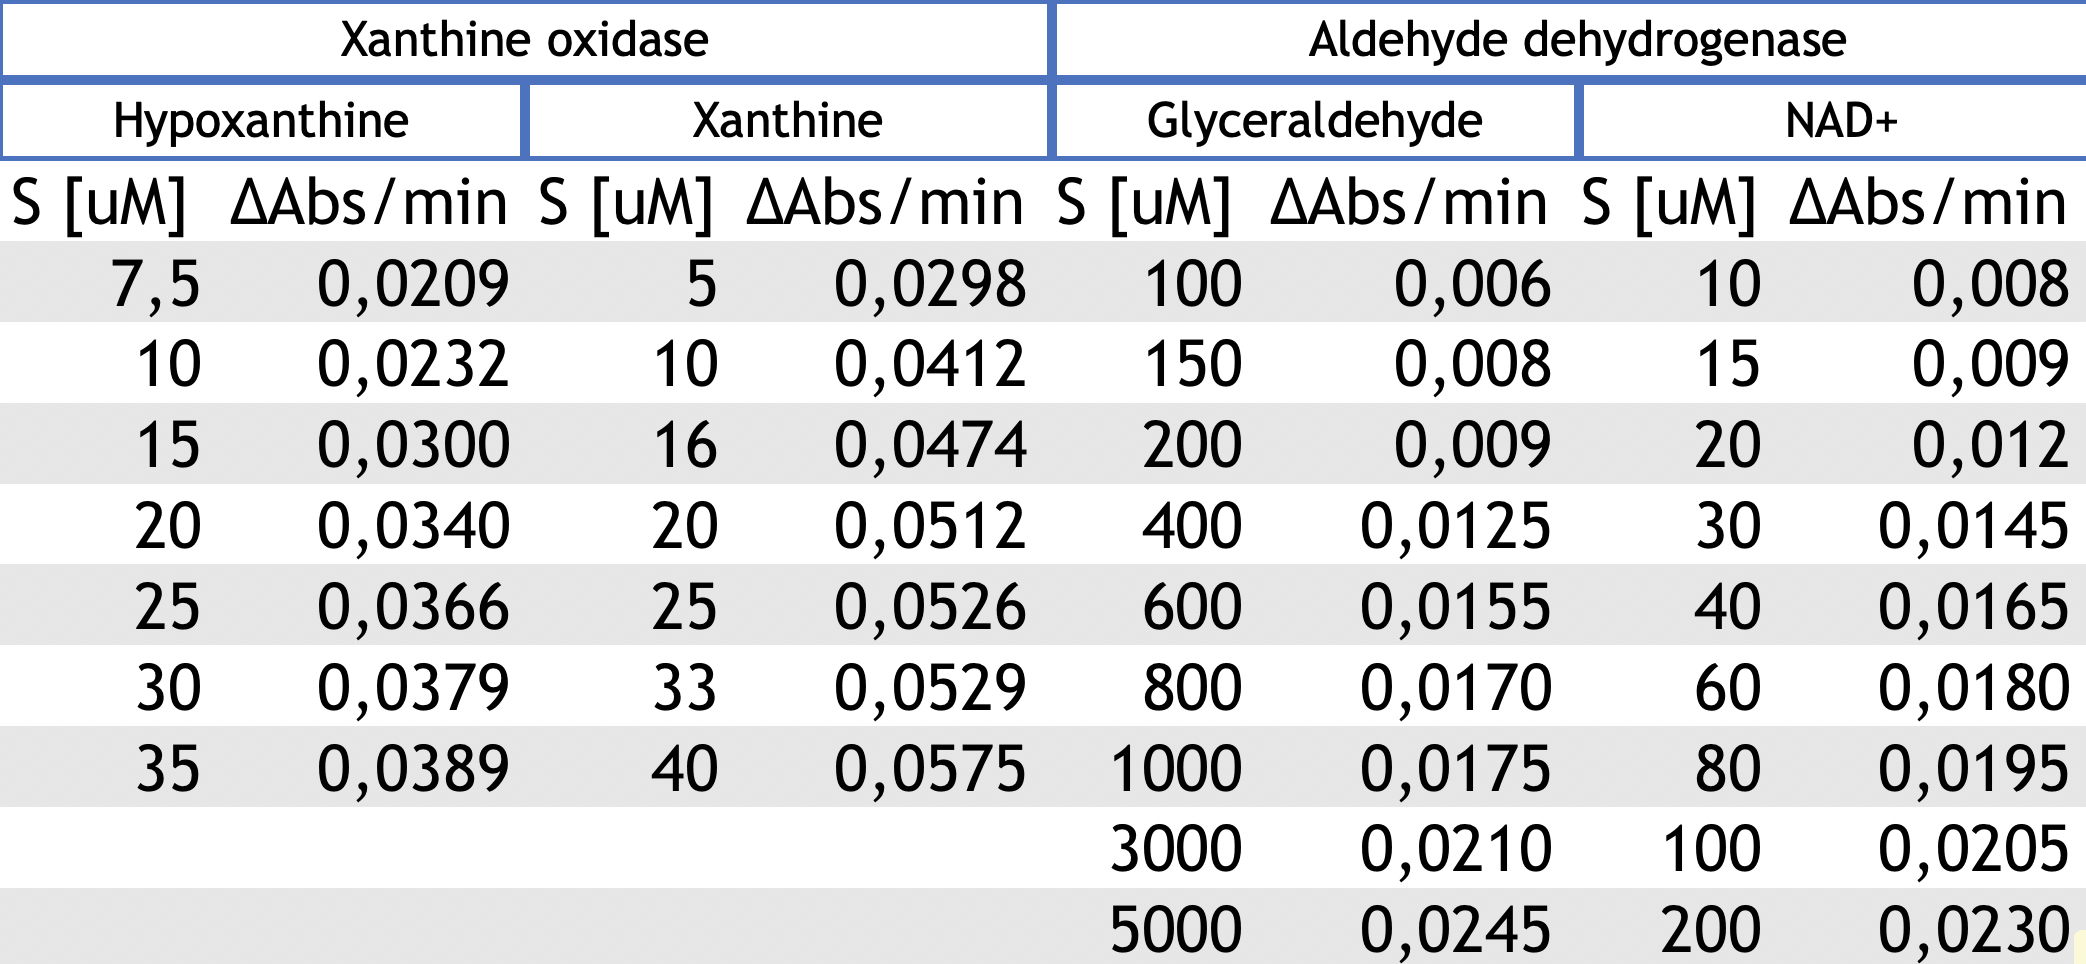 Xanthine oxidase Aldehyde dehydrogenase
Hypoxanthine Xanthine Glyceraldehyde NAD+
S [uM] ΔAbs/min S [uM] ΔAbs/min S [uM] ΔAbs/min S [uM] ΔAbs/min
7,5 0,0209 5 0,0298 100 0,006 10 0,008
10 0,0232 10 0,0412 150 0,008 15 0,009
15 0,0300 16 0,0474 200 0,009 20 0,012
20 0,0340 20 0,0512 400 0,0125 30 0,0145
25 0,0366 25 0,0526 600 0,0155 40 0,0165
30 0,0379 33 0,0529 800 0,0170 60 0,0180
35 0,0389 40 0,0575 1000 0,0175 80 0,0195
3000 0,0210 100 0,0205
5000 0,0245 200 0,0230